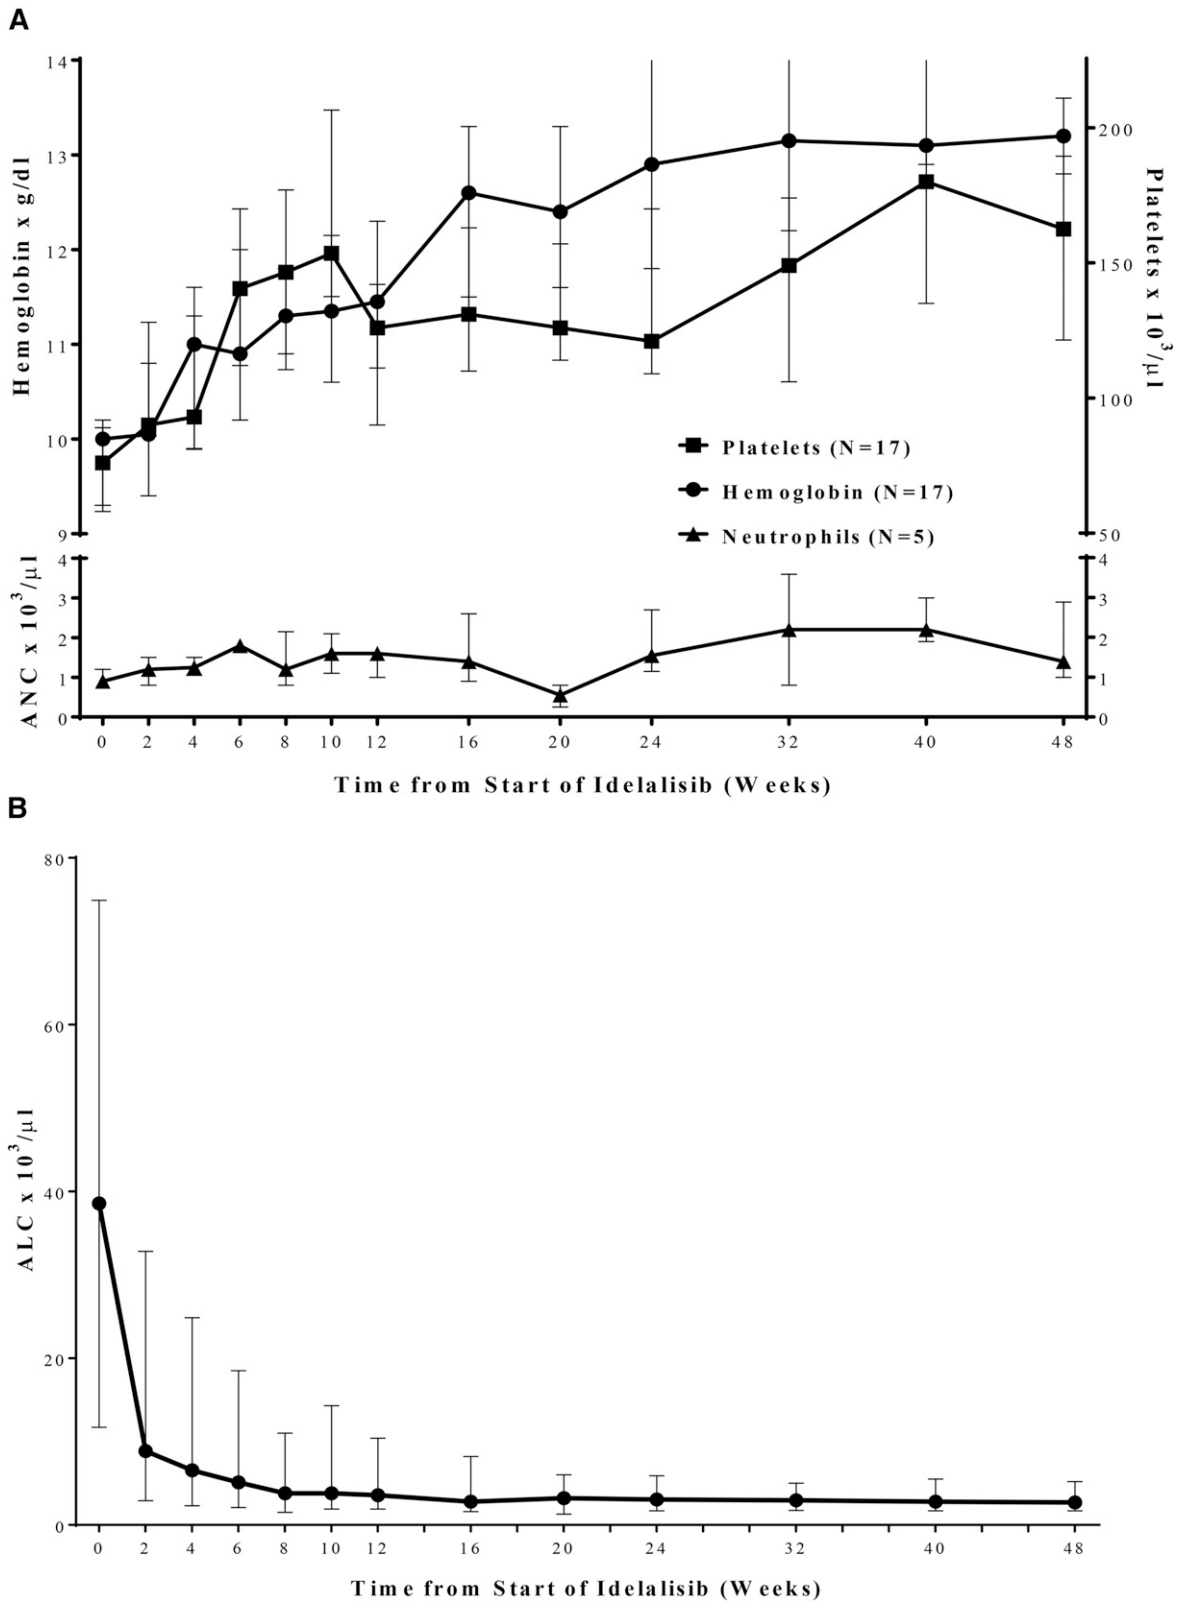 A
Hemoglobin x g/dl
14
13
12
11
10
9
Platelets x 10³/µl
200
150
100
50
Platelets (N=17)
Hemoglobin (N=17)
Neutrophils (N=5)
ANC x 10³/µl
4
3
2
1
0
4
3
2
1
0
0 2 4 6 8 10 12 16 20 24 32 40 48
Time from Start of Idelalisib (Weeks)
B
ALC x 10³/µl
80
60
40
20
0
0 2 4 6 8 10 12 16 20 24 32 40 48
Time from Start of Idelalisib (Weeks)